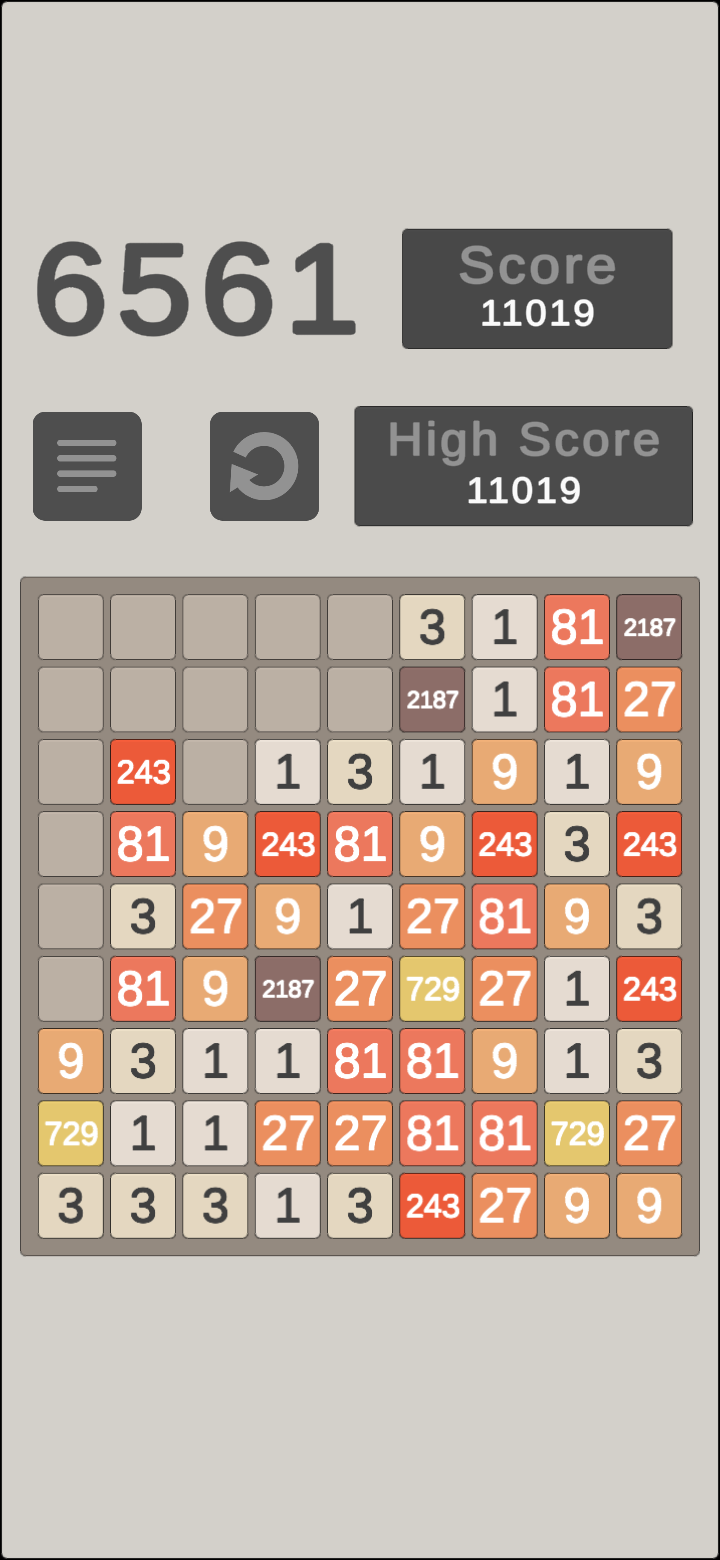 6561
Score
11019
High Score
11019
3 1 81 2187
2187 1 81 27
243 1 3 1 9 1 9
81 9 243 81 9 243 3 243
3 27 9 1 27 81 9 3
81 9 2187 27 729 27 1 243
9 3 1 1 81 81 9 1 3
729 1 1 27 27 81 81 729 27
3 3 3 1 3 243 27 9 9